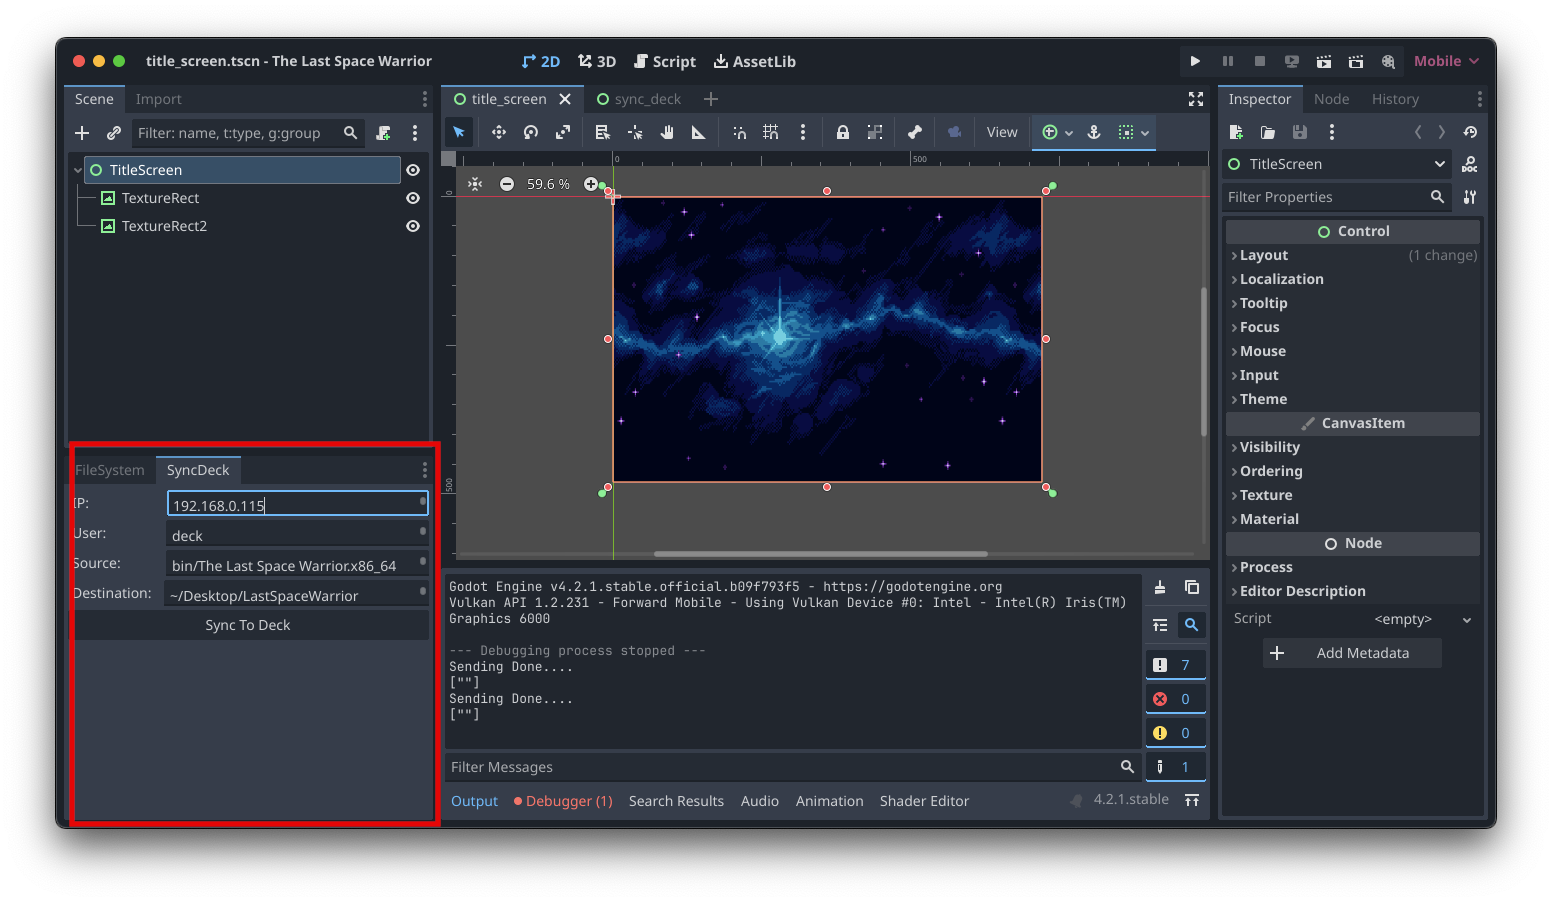 title_screen.tscn - The Last Space Warrior
2D 3D Script AssetLib
Mobile
Scene Import
Filter: name, t:type, g:group
TitleScreen
TextureRect
TextureRect2
FileSystem SyncDeck
IP: 192.168.0.115
User: deck
Source: bin/The Last Space Warrior.x86_64
Destination: ~/Desktop/LastSpaceWarrior
Sync To Deck
title_screen sync_deck
View
0 500
0
500
59.6 %
Godot Engine v4.2.1.stable.official.b09f793f5 - https://godotengine.org
Vulkan API 1.2.231 - Forward Mobile - Using Vulkan Device #0: Intel - Intel(R) Iris(TM)
Graphics 6000
--- Debugging process stopped ---
Sending Done....
[""]
Sending Done....
[""]
7
0
0
1
Filter Messages
Output Debugger (1) Search Results Audio Animation Shader Editor 4.2.1.stable
Inspector Node History
TitleScreen
DOC
Filter Properties
Control
Layout (1 change)
Localization
Tooltip
Focus
Mouse
Input
Theme
CanvasItem
Visibility
Ordering
Texture
Material
Node
Process
Editor Description
Script <empty>
Add Metadata